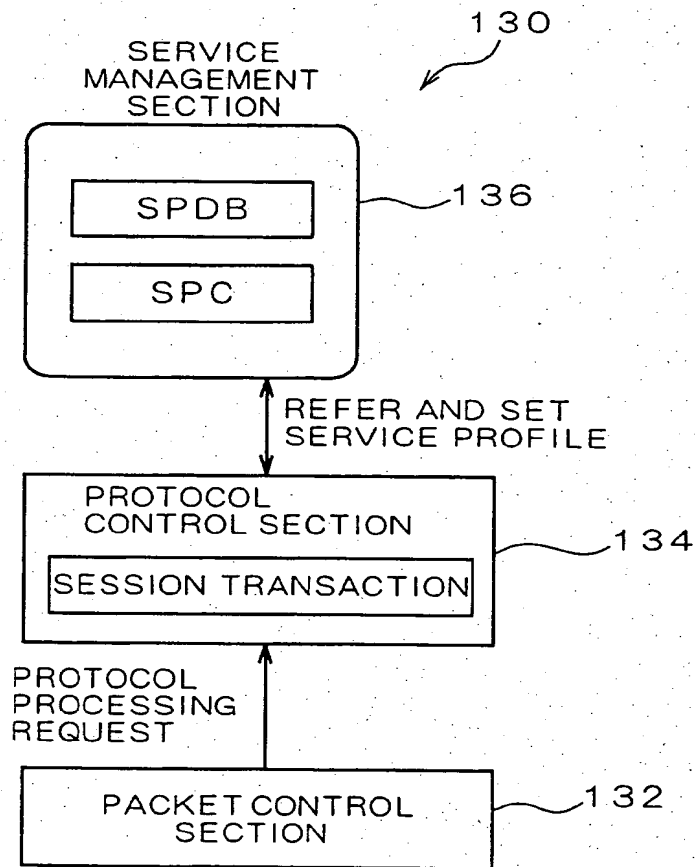 130
SERVICE
MANAGEMENT
SECTION
SPDB
136
SPC
REFER AND SET
SERVICE PROFILE
PROTOCOL
CONTROL SECTION
134
SESSION TRANSACTION
PROTOCOL
PROCESSING
REQUEST
PACKET CONTROL
SECTION
132